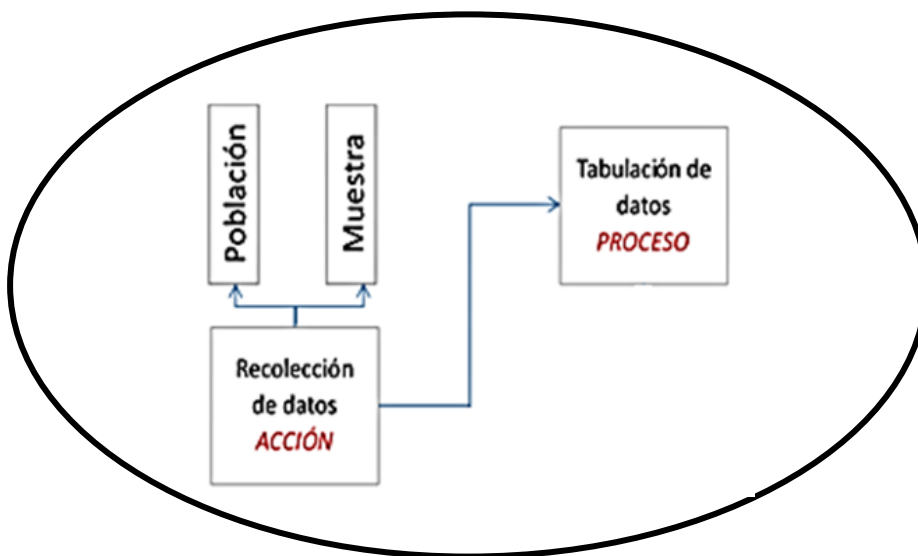 Población
Muestra
Tabulación de
datos
PROCESO
Recolección
de datos
ACCIÓN